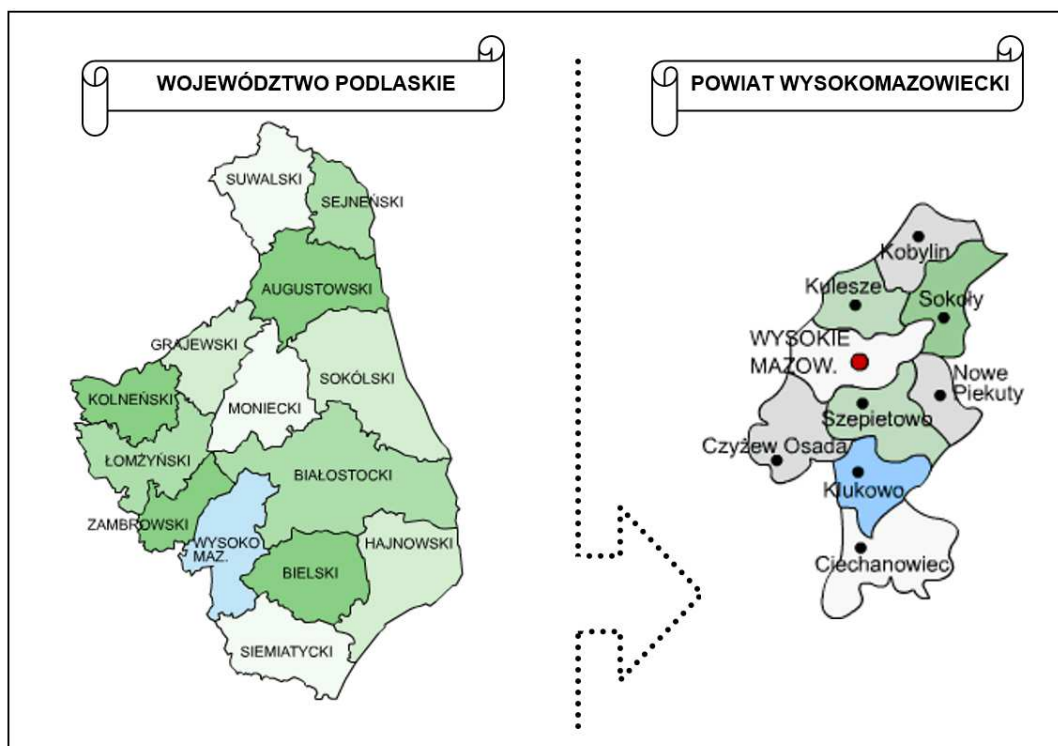 WOJEWÓDZTWO PODLASKIE
SUWALSKI
SEJNEŃSKI
AUGUSTOWSKI
GRAJEWSKI
SOKÓLSKI
KOLNEŃSKI
MONIECKI
ŁOMŻYŃSKI
BIAŁOSTOCKI
ZAMBROWSKI
WYSOKO
MAZ.
HAJNOWSKI
BIELSKI
SIEMIATYCKI
POWIAT WYSOKOMAZOWIECKI
Kobylin
Kulesze
Sokoły
WYSOKIE
MAZOW.
Nowe
Piekuty
Szepietowo
Czyżew Osada
Klukowo
Ciechanowiec